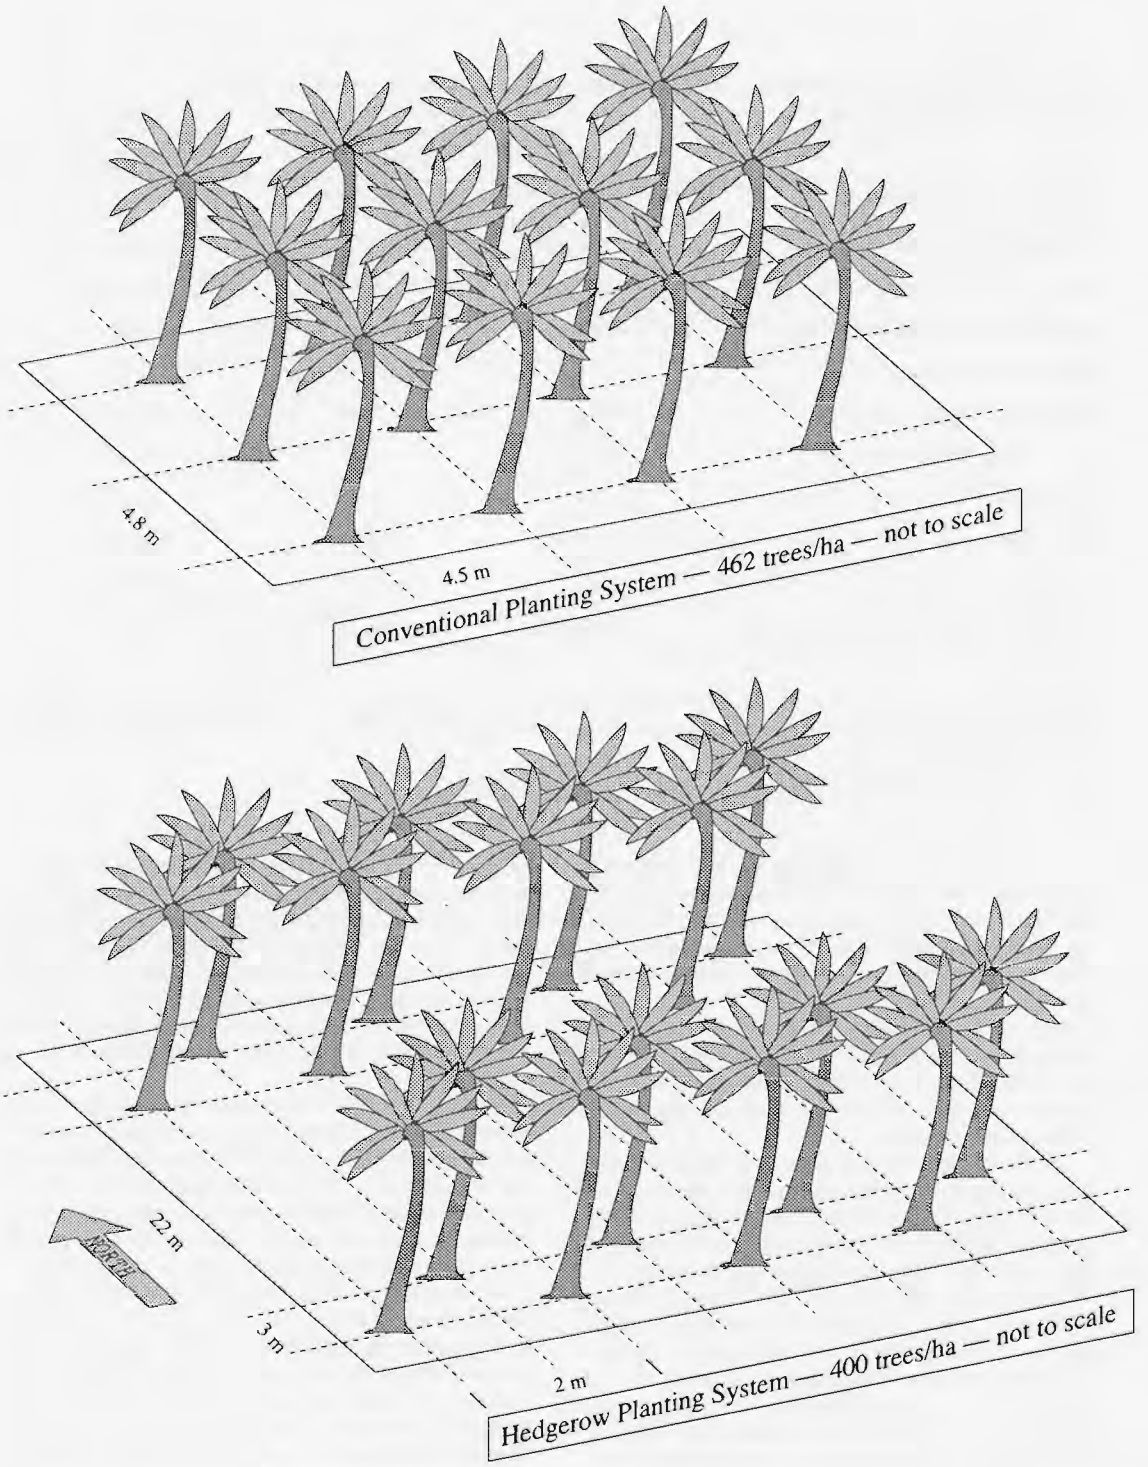 4.8 m
4.5 m
Conventional Planting System — 462 trees/ha — not to scale
22 m
NORTH
3 m
2 m
Hedgerow Planting System — 400 trees/ha — not to scale